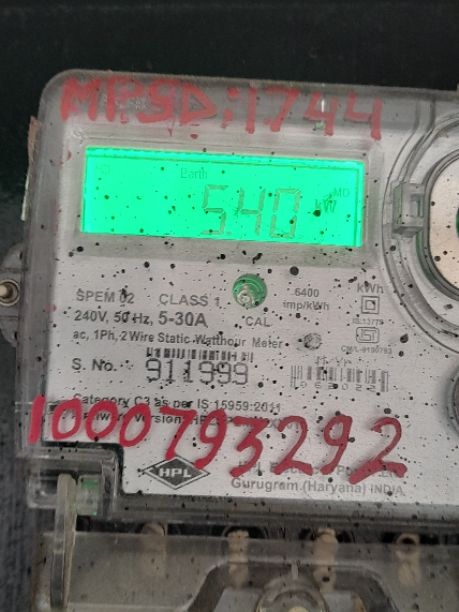 MPSD:1744
Earth
MD
5.40 kW
SPEM 02 CLASS 1 6400 imp/kWh kWh
240V, 50 Hz, 5-30A CAL
IS:13779
ac, 1Ph, 2 Wire Static Watthour Meter
S. No. 911999
Category C3 as per IS 15959:2011
1000793292
HPL
Gurugram (Haryana) INDIA